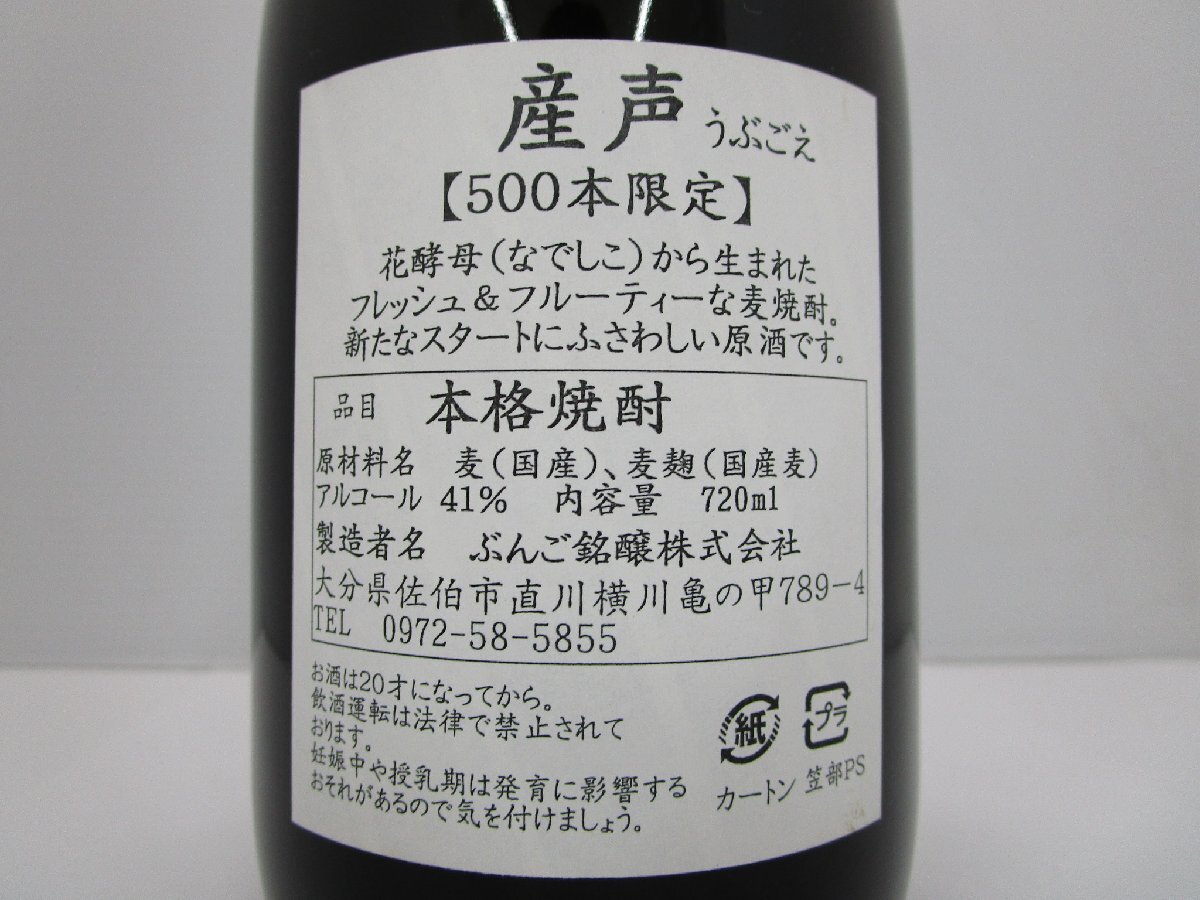 産声 うぶごえ
【500本限定】
花酵母(なでしこ)から生まれた
フレッシュ&フルーティーな麦焼酎。
新たなスタートにふさわしい原酒です。
品目 本格焼酎
原材料名 麦(国産)、麦麹(国産麦)
アルコール 41% 内容量 720ml
製造者名 ぶんご銘醸株式会社
大分県佐伯市直川横川亀の甲789-4
TEL 0972-58-5855
お酒は20才になってから。
飲酒運転は法律で禁止されて
おります。
妊娠中や授乳期は発育に影響する
おそれがあるので気を付けましょう。
紙 プラ
カートン 笠部PS